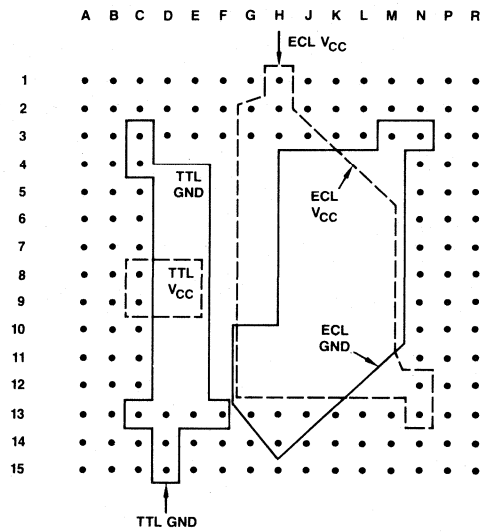 A B C D E F G H J K L M N P R
ECL VCC
1
2
3
4
TTL
GND
ECL
VCC
5
6
7
8
TTL
VCC
9
10
ECL
GND
11
12
13
14
15
TTL GND